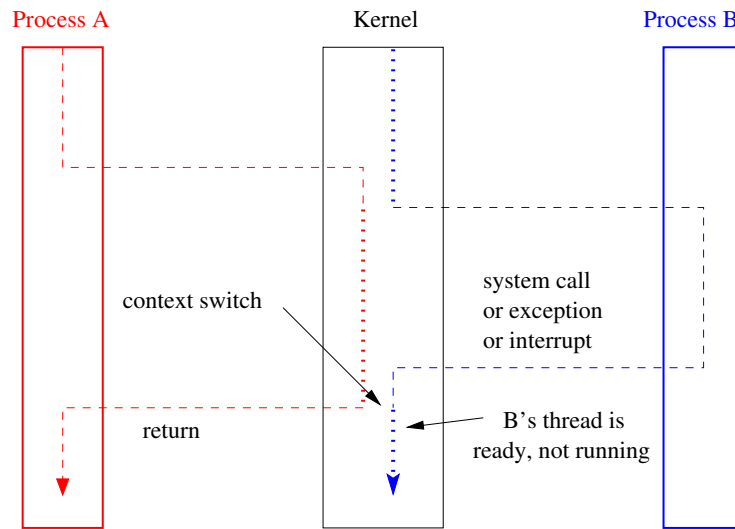 Process A
Kernel
Process B
system call
or exception
or interrupt
context switch
return
B's thread is
ready, not running